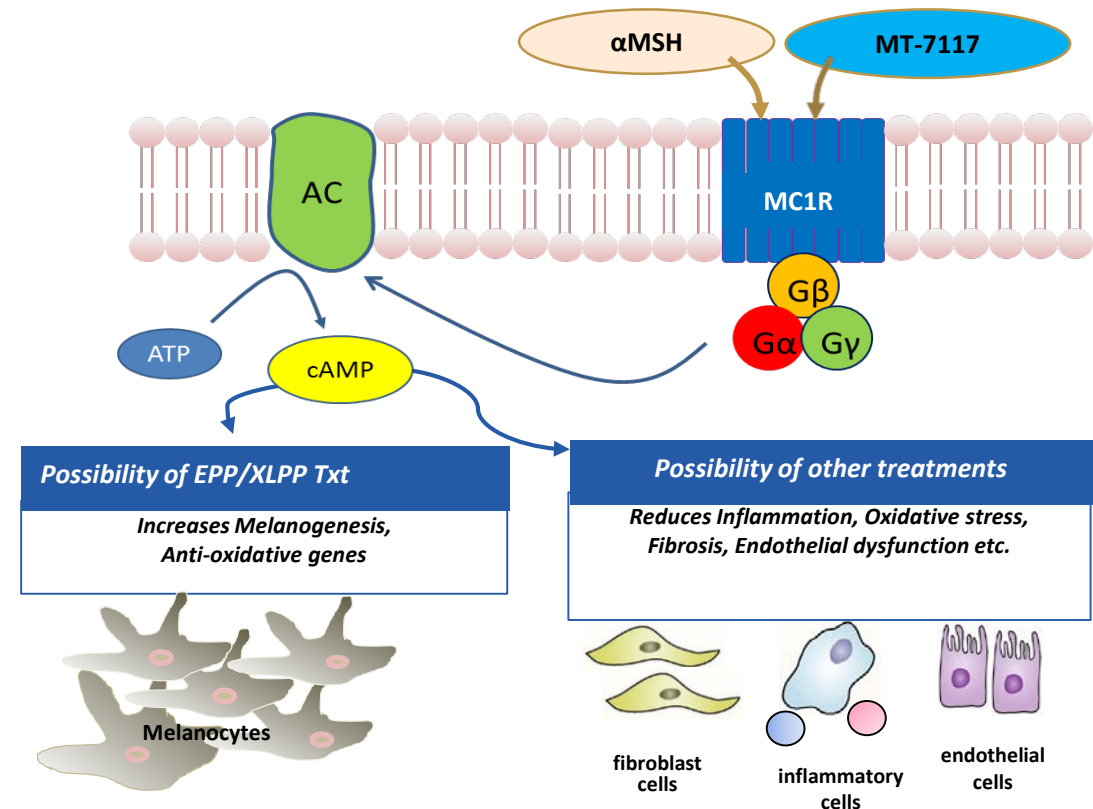 αMSH
MT-7117
AC
MC1R
Gβ
Gα
Gγ
ATP
cAMP
Possibility of EPP/XLPP Txt
Increases Melanogenesis,
Anti-oxidative genes
Possibility of other treatments
Reduces Inflammation, Oxidative stress,
Fibrosis, Endothelial dysfunction etc.
Melanocytes
fibroblast
cells
inflammatory
cells
endothelial
cells